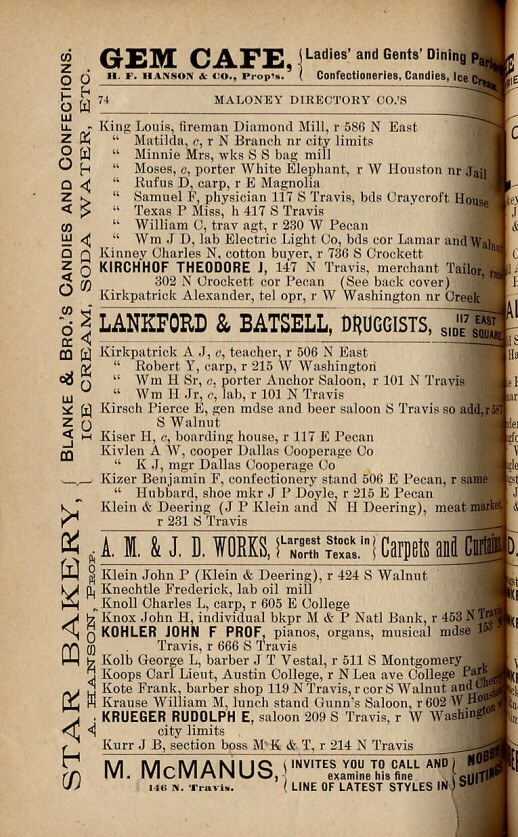 GEM CAFE, { Ladies' and Gents' Dining
H. F. HANSON & CO., Prop's. { Confectioneries, Candies, Ice Cream.
74 MALONEY DIRECTORY CO.'S
King Louis, fireman Diamond Mill, r 586 N East
" Matilda, c, r N Branch nr city limits
" Minnie Mrs, wks S S bag mill
" Moses, c, porter White Elephant, r W Houston nr Jail
" Rufus D, carp, r E Magnolia
" Samuel F, physician 117 S Travis, bds Craycroft House
" Texas P Miss, h 417 S Travis
" William C, trav agt, r 230 W Pecan
" Wm J D, lab Electric Light Co, bds cor Lamar and Walnut
Kinney Charles N, cotton buyer, r 736 S Crockett
KIRCHHOF THEODORE J, 147 N Travis, merchant Tailor,
302 N Crockett cor Pecan (See back cover)
Kirkpatrick Alexander, tel opr, r W Washington nr Creek
LANKFORD & BATSELL, DRUGGISTS, 117 EAST
SIDE SQUARE
Kirkpatrick A J, c, teacher, r 506 N East
" Robert Y, carp, r 215 W Washington
" Wm H Sr, c, porter Anchor Saloon, r 101 N Travis
" Wm H Jr, c, lab, r 101 N Travis
Kirsch Pierce E, gen mdse and beer saloon S Travis so add, r 587
S Walnut
Kiser H, c, boarding house, r 117 E Pecan
Kivlen A W, cooper Dallas Cooperage Co
" K J, mgr Dallas Cooperage Co
Kizer Benjamin F, confectionery stand 506 E Pecan, r same
" Hubbard, shoe mkr J P Doyle, r 215 E Pecan
Klein & Deering (J P Klein and N H Deering), meat market,
r 231 S Travis
A. M. & J. D. WORKS, { Largest Stock in
North Texas. } Carpets and Curtains
Klein John P (Klein & Deering), r 424 S Walnut
Knechtle Frederick, lab oil mill
Knoll Charles L, carp, r 605 E College
Knox John H, individual bkpr M & P Natl Bank, r 453 N Travis
KOHLER JOHN F PROF, pianos, organs, musical mdse 153
Travis, r 666 S Travis
Kolb George L, barber J T Vestal, r 511 S Montgomery
Koops Carl Lieut, Austin College, r N Lea ave College Park
Kote Frank, barber shop 119 N Travis, r cor S Walnut and Cherry
Krause William M, lunch stand Gunn's Saloon, r 602 W Houston
KRUEGER RUDOLPH E, saloon 209 S Travis, r W Washington
city limits
Kurr J B, section boss M K & T, r 214 N Travis
M. McMANUS, { INVITES YOU TO CALL AND
146 N. Travis. examine his fine
LINE OF LATEST STYLES IN } NOBBY
SUITINGS
STAR BAKERY, { BLANKE & BRO.'S CANDIES AND CONFECTIONS.
A. HANSON, PROP. ICE CREAM, SODA WATER, ETC.